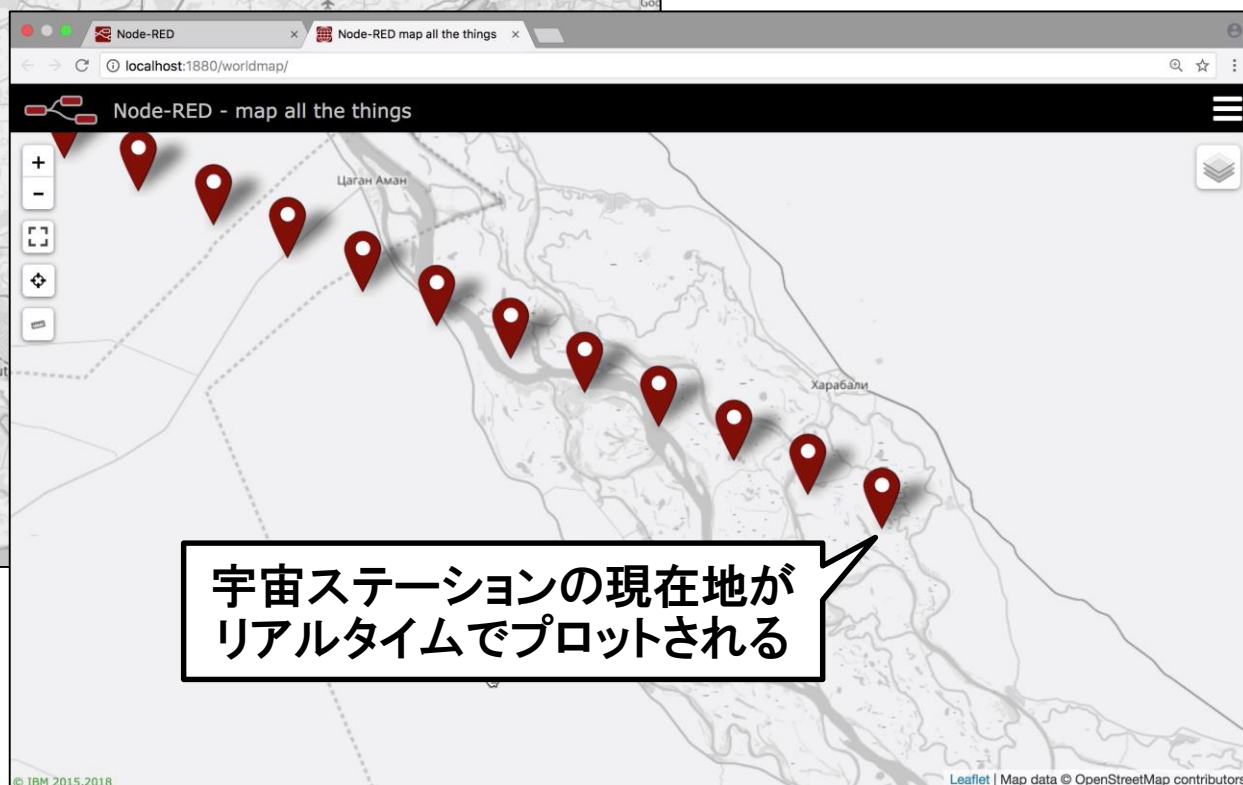 Node-RED
Node-RED map all the things
localhost:1880/worldmap/
Node-RED - map all the things
+
-
Цаган Аман
Харабали
宇宙ステーションの現在地が
リアルタイムでプロットされる
© IBM 2015,2018
Leaflet | Map data © OpenStreetMap contributors